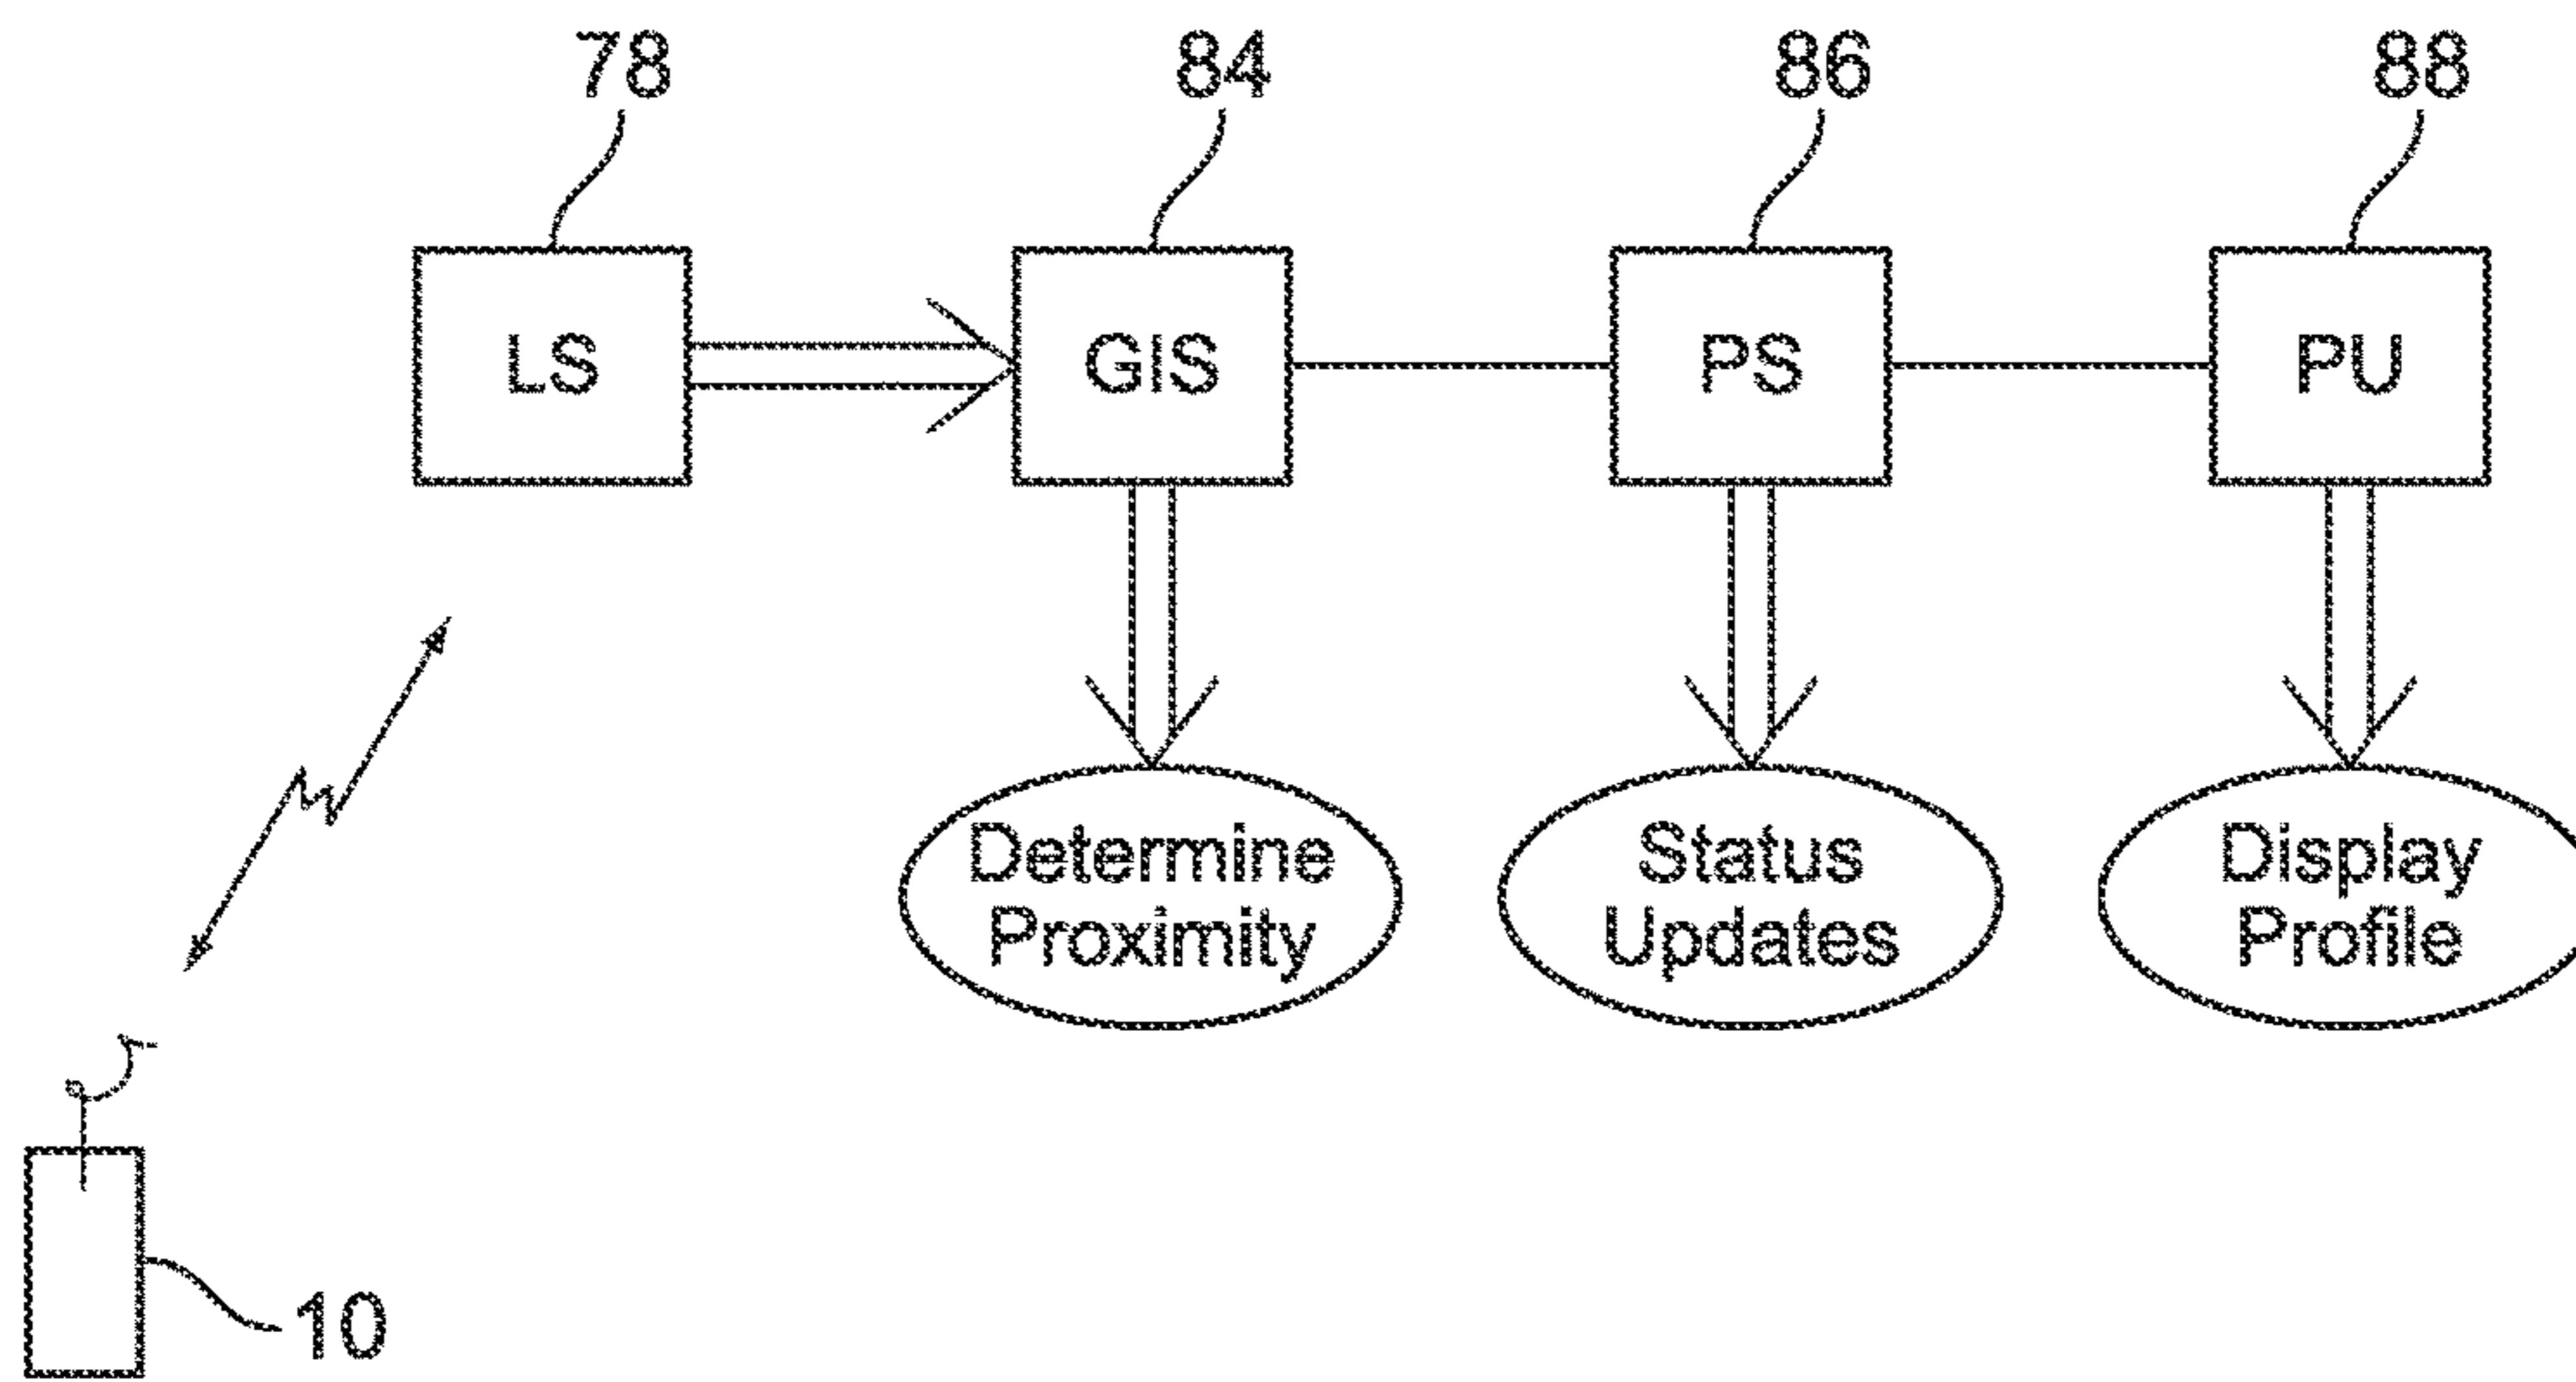 78
84
86
88
LS
GIS
PS
PU
Determine
Proximity
Status
Updates
Display
Profile
10